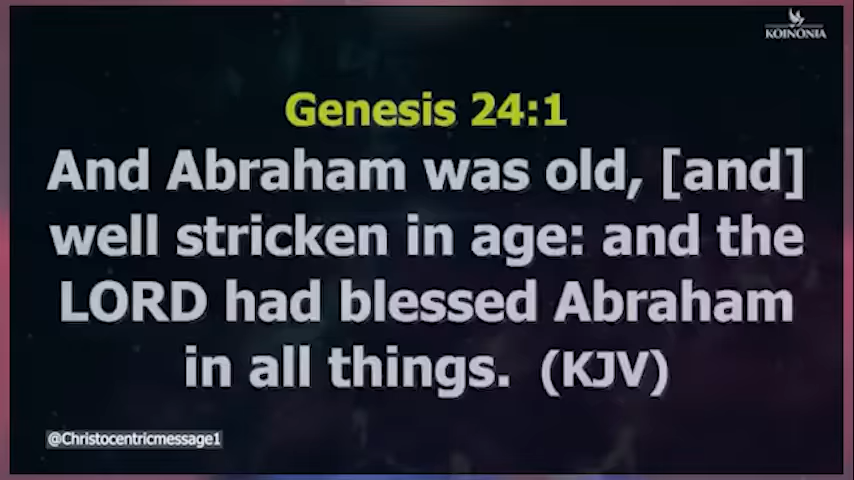 KOINONIA
Genesis 24:1
And Abraham was old, [and]
well stricken in age: and the
LORD had blessed Abraham
in all things. (KJV)
@Christocentricmessage1